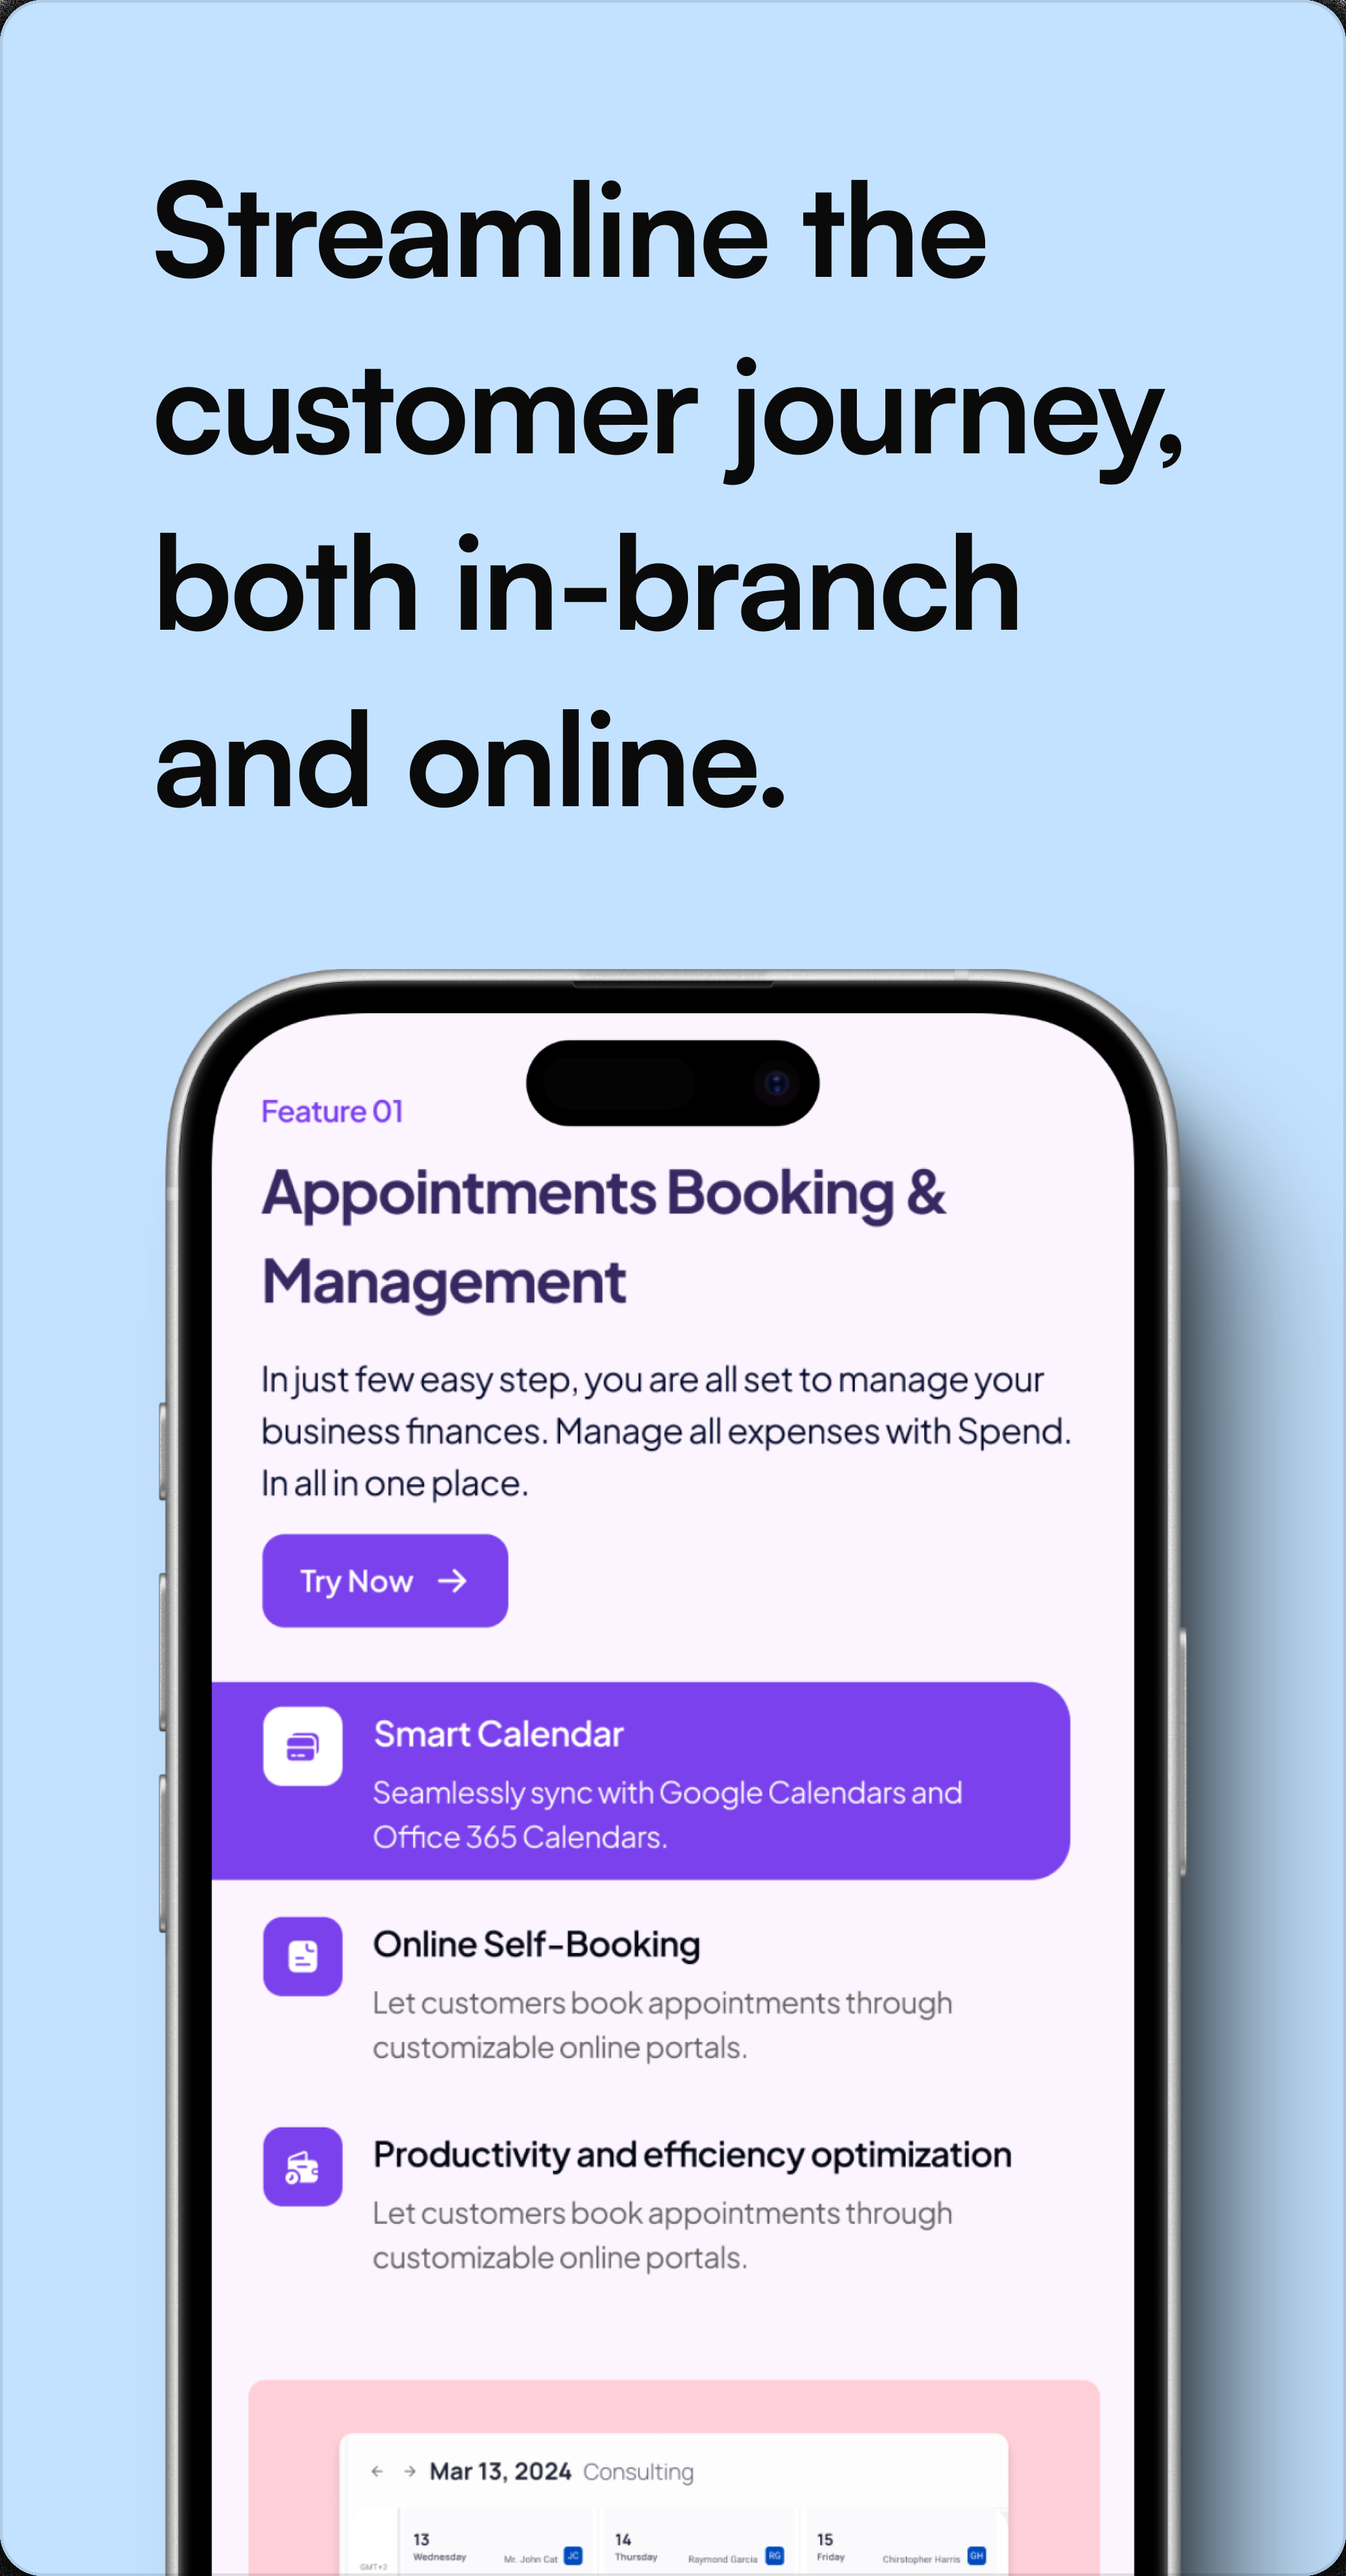 Streamline the
customer journey,
both in-branch
and online.
Feature 01
Appointments Booking &
Management
In just few easy step, you are all set to manage your
business finances. Manage all expenses with Spend.
In all in one place.
Try Now →
Smart Calendar
Seamlessly sync with Google Calendars and
Office 365 Calendars.
Online Self-Booking
Let customers book appointments through
customizable online portals.
Productivity and efficiency optimization
Let customers book appointments through
customizable online portals.
← → Mar 13, 2024 Consulting
13 14 15
Wednesday Mr. John Cat JC Thursday Raymond Garcia RG Friday Chirstopher Harris GH
GMT+2